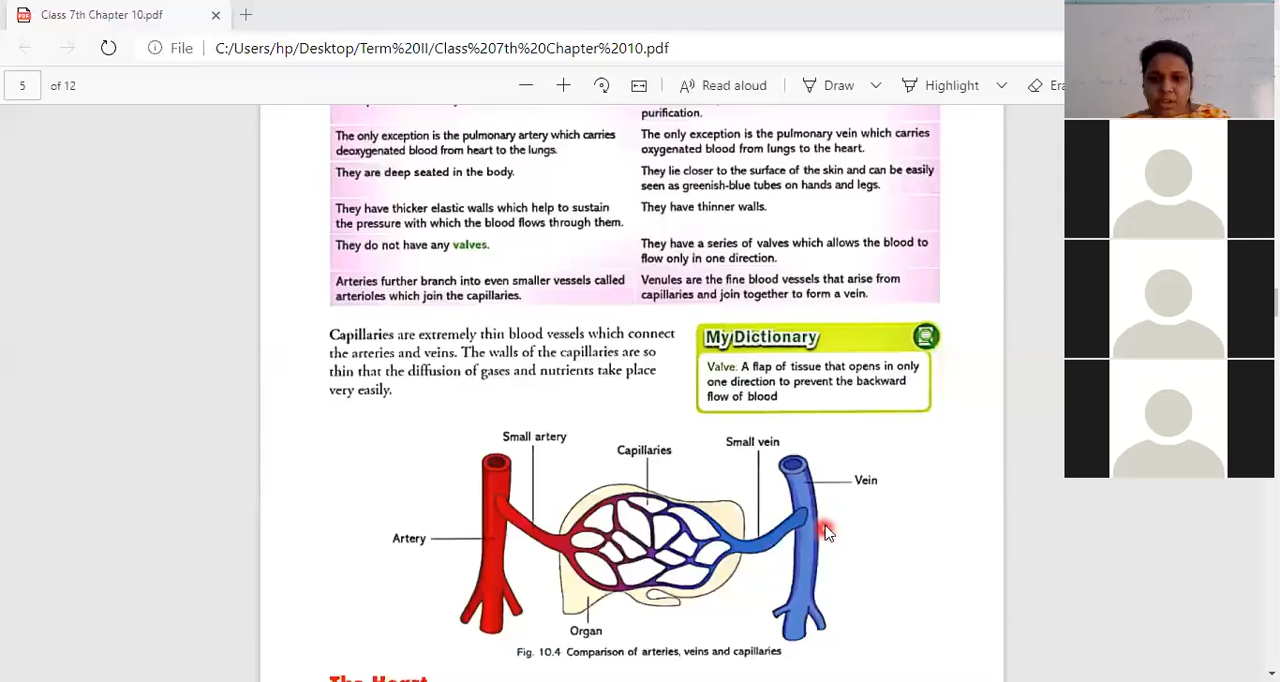 Class 7th Chapter 10.pdf
File C:/Users/hp/Desktop/Term%20II/Class%207th%20Chapter%2010.pdf
5 of 12 Read aloud Draw Highlight
purification.
The only exception is the pulmonary artery which carries
deoxygenated blood from heart to the lungs.
The only exception is the pulmonary vein which carries
oxygenated blood from lungs to the heart.
They are deep seated in the body.
They lie closer to the surface of the skin and can be easily
seen as greenish-blue tubes on hands and legs.
They have thicker elastic walls which help to sustain
the pressure with which the blood flows through them.
They have thinner walls.
They do not have any valves.
They have a series of valves which allows the blood to
flow only in one direction.
Arteries further branch into even smaller vessels called
arterioles which join the capillaries.
Venules are the fine blood vessels that arise from
capillaries and join together to form a vein.
Capillaries are extremely thin blood vessels which connect
the arteries and veins. The walls of the capillaries are so
thin that the diffusion of gases and nutrients take place
very easily.
My Dictionary
Valve: A flap of tissue that opens in only
one direction to prevent the backward
flow of blood
Small artery
Capillaries
Small vein
Vein
Artery
Organ
Fig. 10.4 Comparison of arteries, veins and capillaries
The Heart